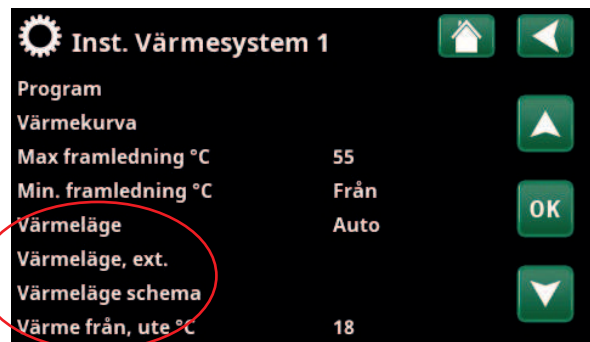 Inst. Värmesystem 1
Program
Värmekurva
Max framledning °C 55
Min. framledning °C Från
Värmeläge Auto
OK
Värmeläge, ext.
Värmeläge schema
Värme från, ute °C 18